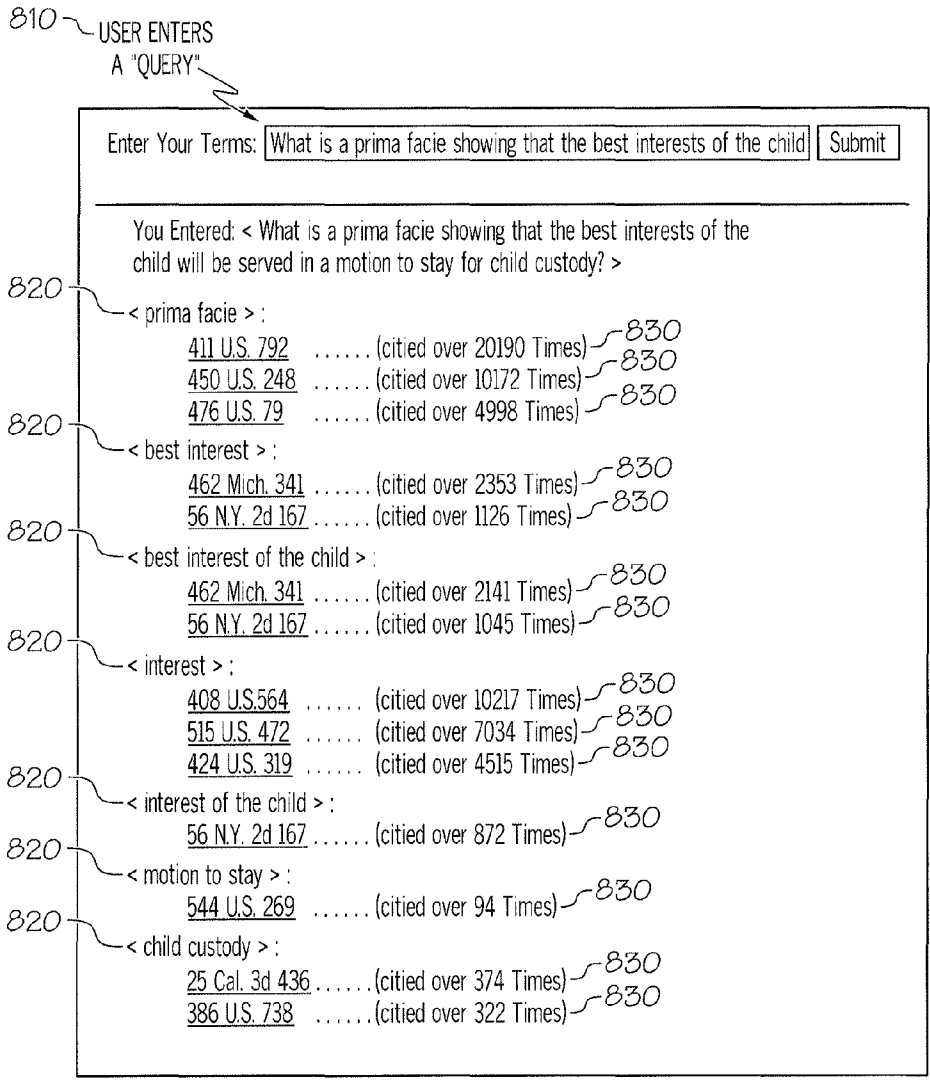 810 USER ENTERS
A "QUERY"
Enter Your Terms: What is a prima facie showing that the best interests of the child Submit
You Entered: < What is a prima facie showing that the best interests of the
child will be served in a motion to stay for child custody? >
820
< prima facie > :
411 U.S. 792 ...... (citied over 20190 Times) 830
450 U.S. 248 ...... (citied over 10172 Times) 830
476 U.S. 79 ...... (citied over 4998 Times) 830
820
< best interest > :
462 Mich. 341 ...... (citied over 2353 Times) 830
56 N.Y. 2d 167 ...... (citied over 1126 Times) 830
820
< best interest of the child > :
462 Mich. 341 ...... (citied over 2141 Times) 830
56 N.Y. 2d 167 ...... (citied over 1045 Times) 830
820
< interest > :
408 U.S.564 ...... (citied over 10217 Times) 830
515 U.S. 472 ...... (citied over 7034 Times) 830
424 U.S. 319 ...... (citied over 4515 Times) 830
820
< interest of the child > :
56 N.Y. 2d 167 ...... (citied over 872 Times) 830
820
< motion to stay > :
544 U.S. 269 ...... (citied over 94 Times) 830
820
< child custody > :
25 Cal. 3d 436 ...... (citied over 374 Times) 830
386 U.S. 738 ...... (citied over 322 Times) 830